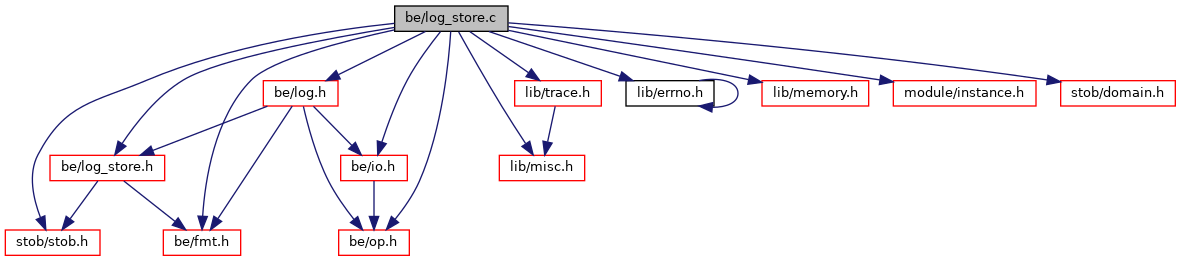 be/log_store.c
be/log.h
lib/trace.h
lib/errno.h
lib/memory.h
module/instance.h
stob/domain.h
be/log_store.h
be/io.h
lib/misc.h
stob/stob.h
be/fmt.h
be/op.h